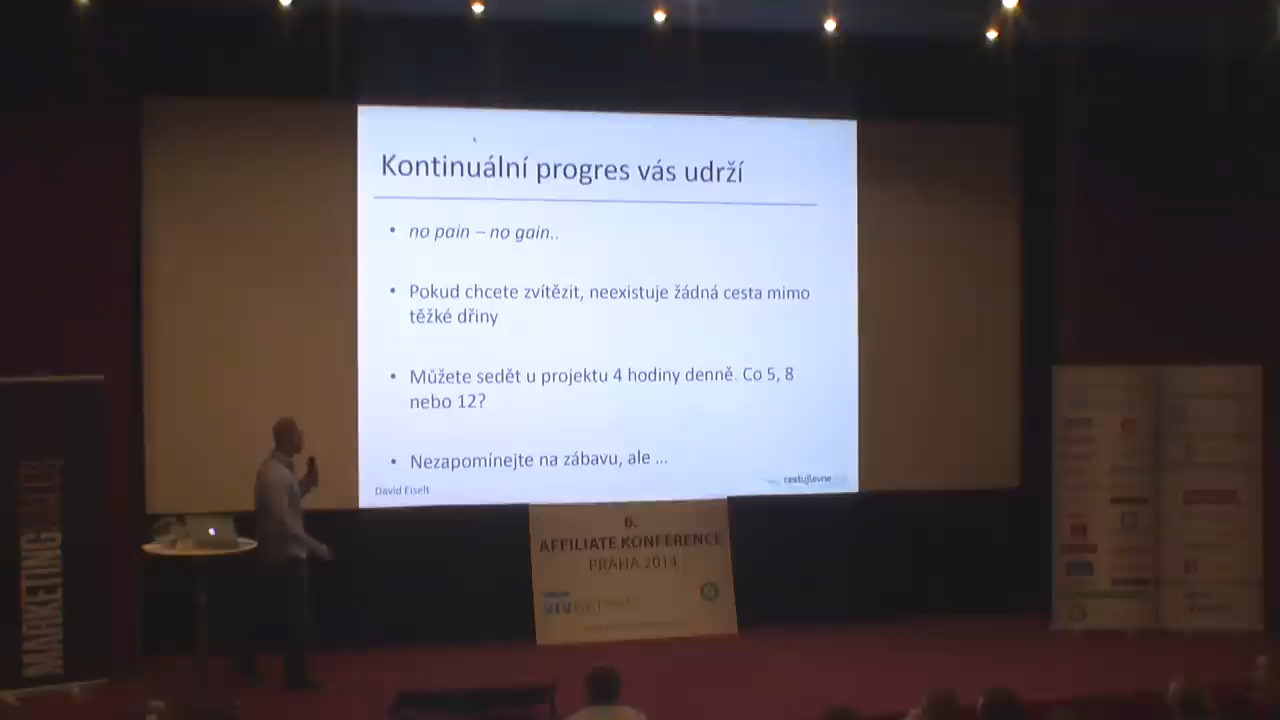 Kontinuální progres vás udrží
• no pain – no gain..
• Pokud chcete zvítězit, neexistuje žádná cesta mimo
těžké dřiny
• Můžete sedět u projektu 4 hodiny denně. Co 5, 8
nebo 12?
• Nezapomínejte na zábavu, ale ...
David Eiselt
cestujlevne
6.
AFFILIATE KONFERENCE
PRAHA 2014
MARKETING